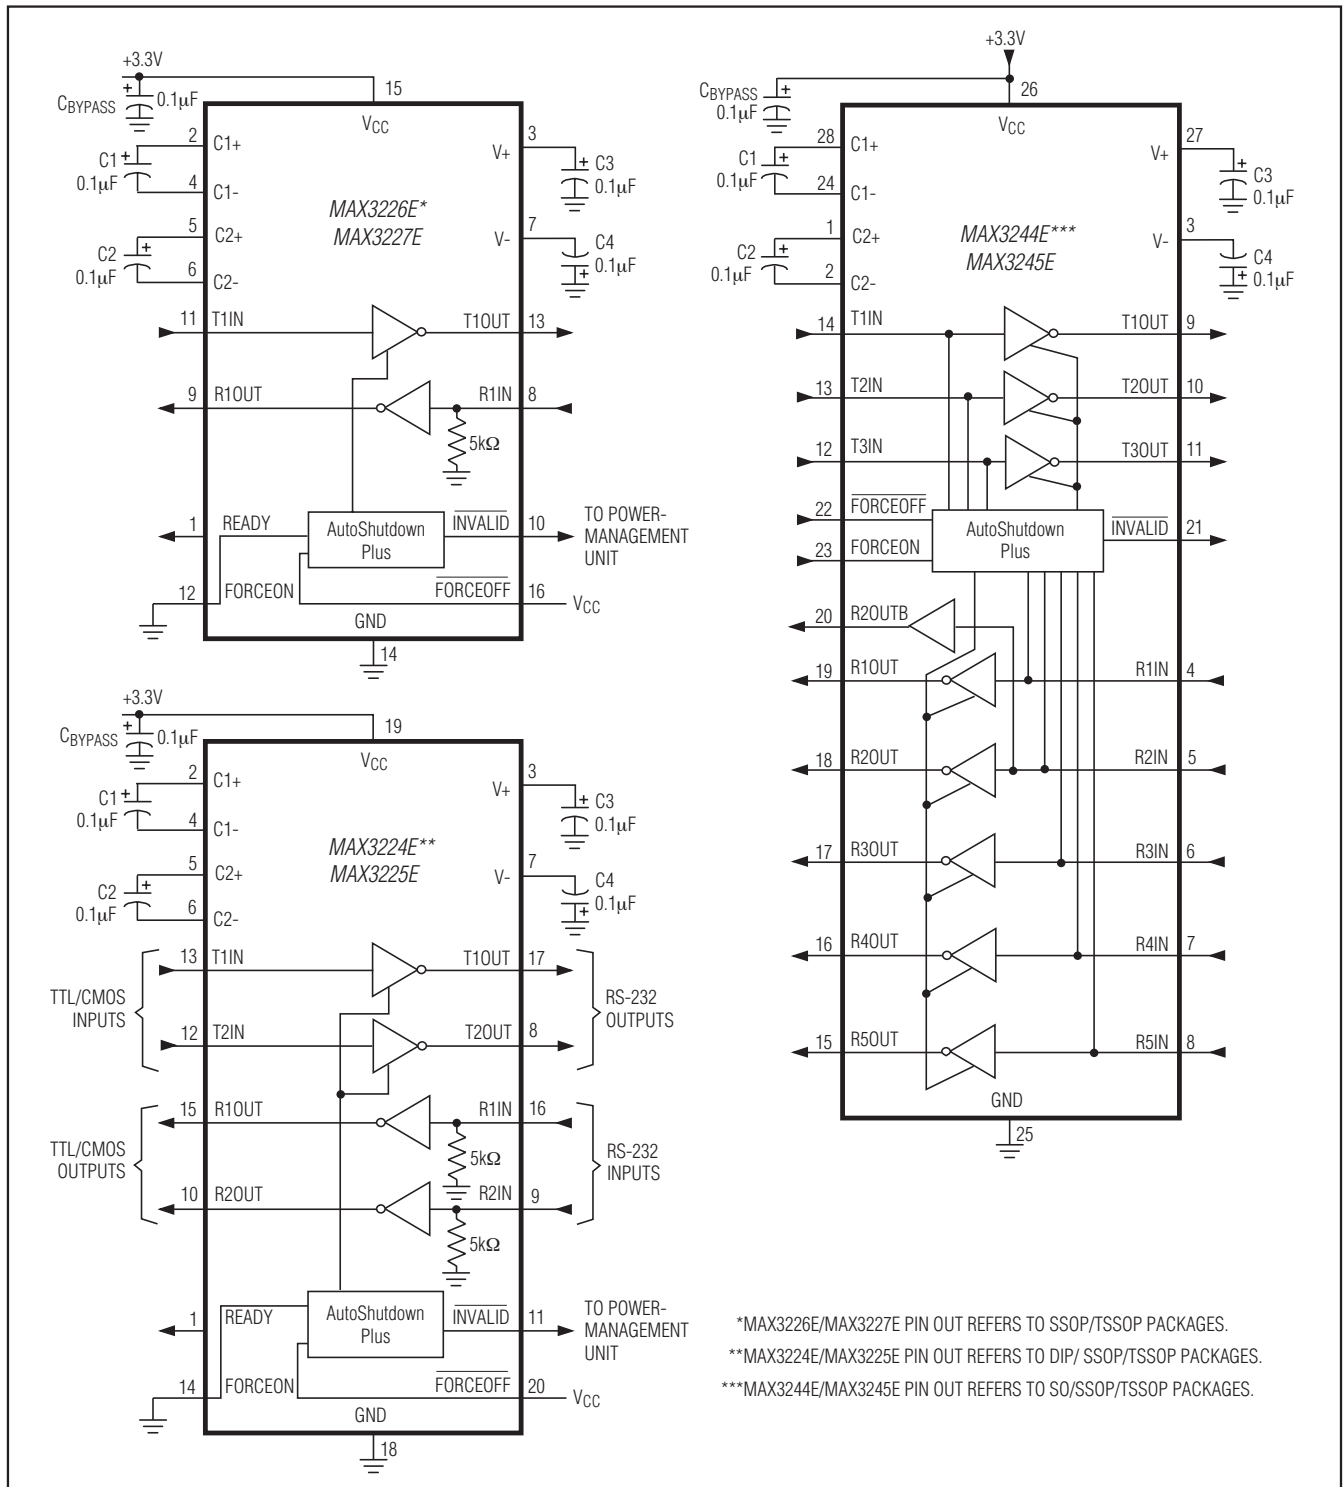 +3.3V
CBYPASS
+
0.1µF
15
VCC
2
C1+
C1
+
0.1µF
4
C1-
3
V+
+
C3
0.1µF
MAX3226E*
MAX3227E
5
C2+
C2
+
0.1µF
6
C2-
7
V-
C4
+
0.1µF
11
T1IN
T1OUT
13
9
R1OUT
R1IN
8
5kΩ
1
READY
AutoShutdown
Plus
INVALID
10
TO POWER-
MANAGEMENT
UNIT
12
FORCEON
FORCEOFF
16
VCC
GND
14
+3.3V
CBYPASS
+
0.1µF
19
VCC
2
C1+
C1
+
0.1µF
4
C1-
3
V+
+
C3
0.1µF
MAX3224E**
MAX3225E
5
C2+
C2
+
0.1µF
6
C2-
7
V-
C4
+
0.1µF
TTL/CMOS
INPUTS
13
T1IN
T1OUT
17
12
T2IN
T2OUT
8
RS-232
OUTPUTS
TTL/CMOS
OUTPUTS
15
R1OUT
R1IN
16
5kΩ
10
R2OUT
R2IN
9
5kΩ
RS-232
INPUTS
1
READY
AutoShutdown
Plus
INVALID
11
TO POWER-
MANAGEMENT
UNIT
14
FORCEON
FORCEOFF
20
VCC
GND
18
+3.3V
CBYPASS
+
0.1µF
26
VCC
28
C1+
C1
+
0.1µF
24
C1-
27
V+
+
C3
0.1µF
MAX3244E***
MAX3245E
1
C2+
C2
+
0.1µF
2
C2-
3
V-
C4
+
0.1µF
14
T1IN
T1OUT
9
13
T2IN
T2OUT
10
12
T3IN
T3OUT
11
22
FORCEOFF
23
FORCEON
AutoShutdown
Plus
INVALID
21
20
R2OUTB
19
R1OUT
R1IN
4
18
R2OUT
R2IN
5
17
R3OUT
R3IN
6
16
R4OUT
R4IN
7
15
R5OUT
R5IN
8
GND
25
*MAX3226E/MAX3227E PIN OUT REFERS TO SSOP/TSSOP PACKAGES.
**MAX3224E/MAX3225E PIN OUT REFERS TO DIP/ SSOP/TSSOP PACKAGES.
***MAX3244E/MAX3245E PIN OUT REFERS TO SO/SSOP/TSSOP PACKAGES.